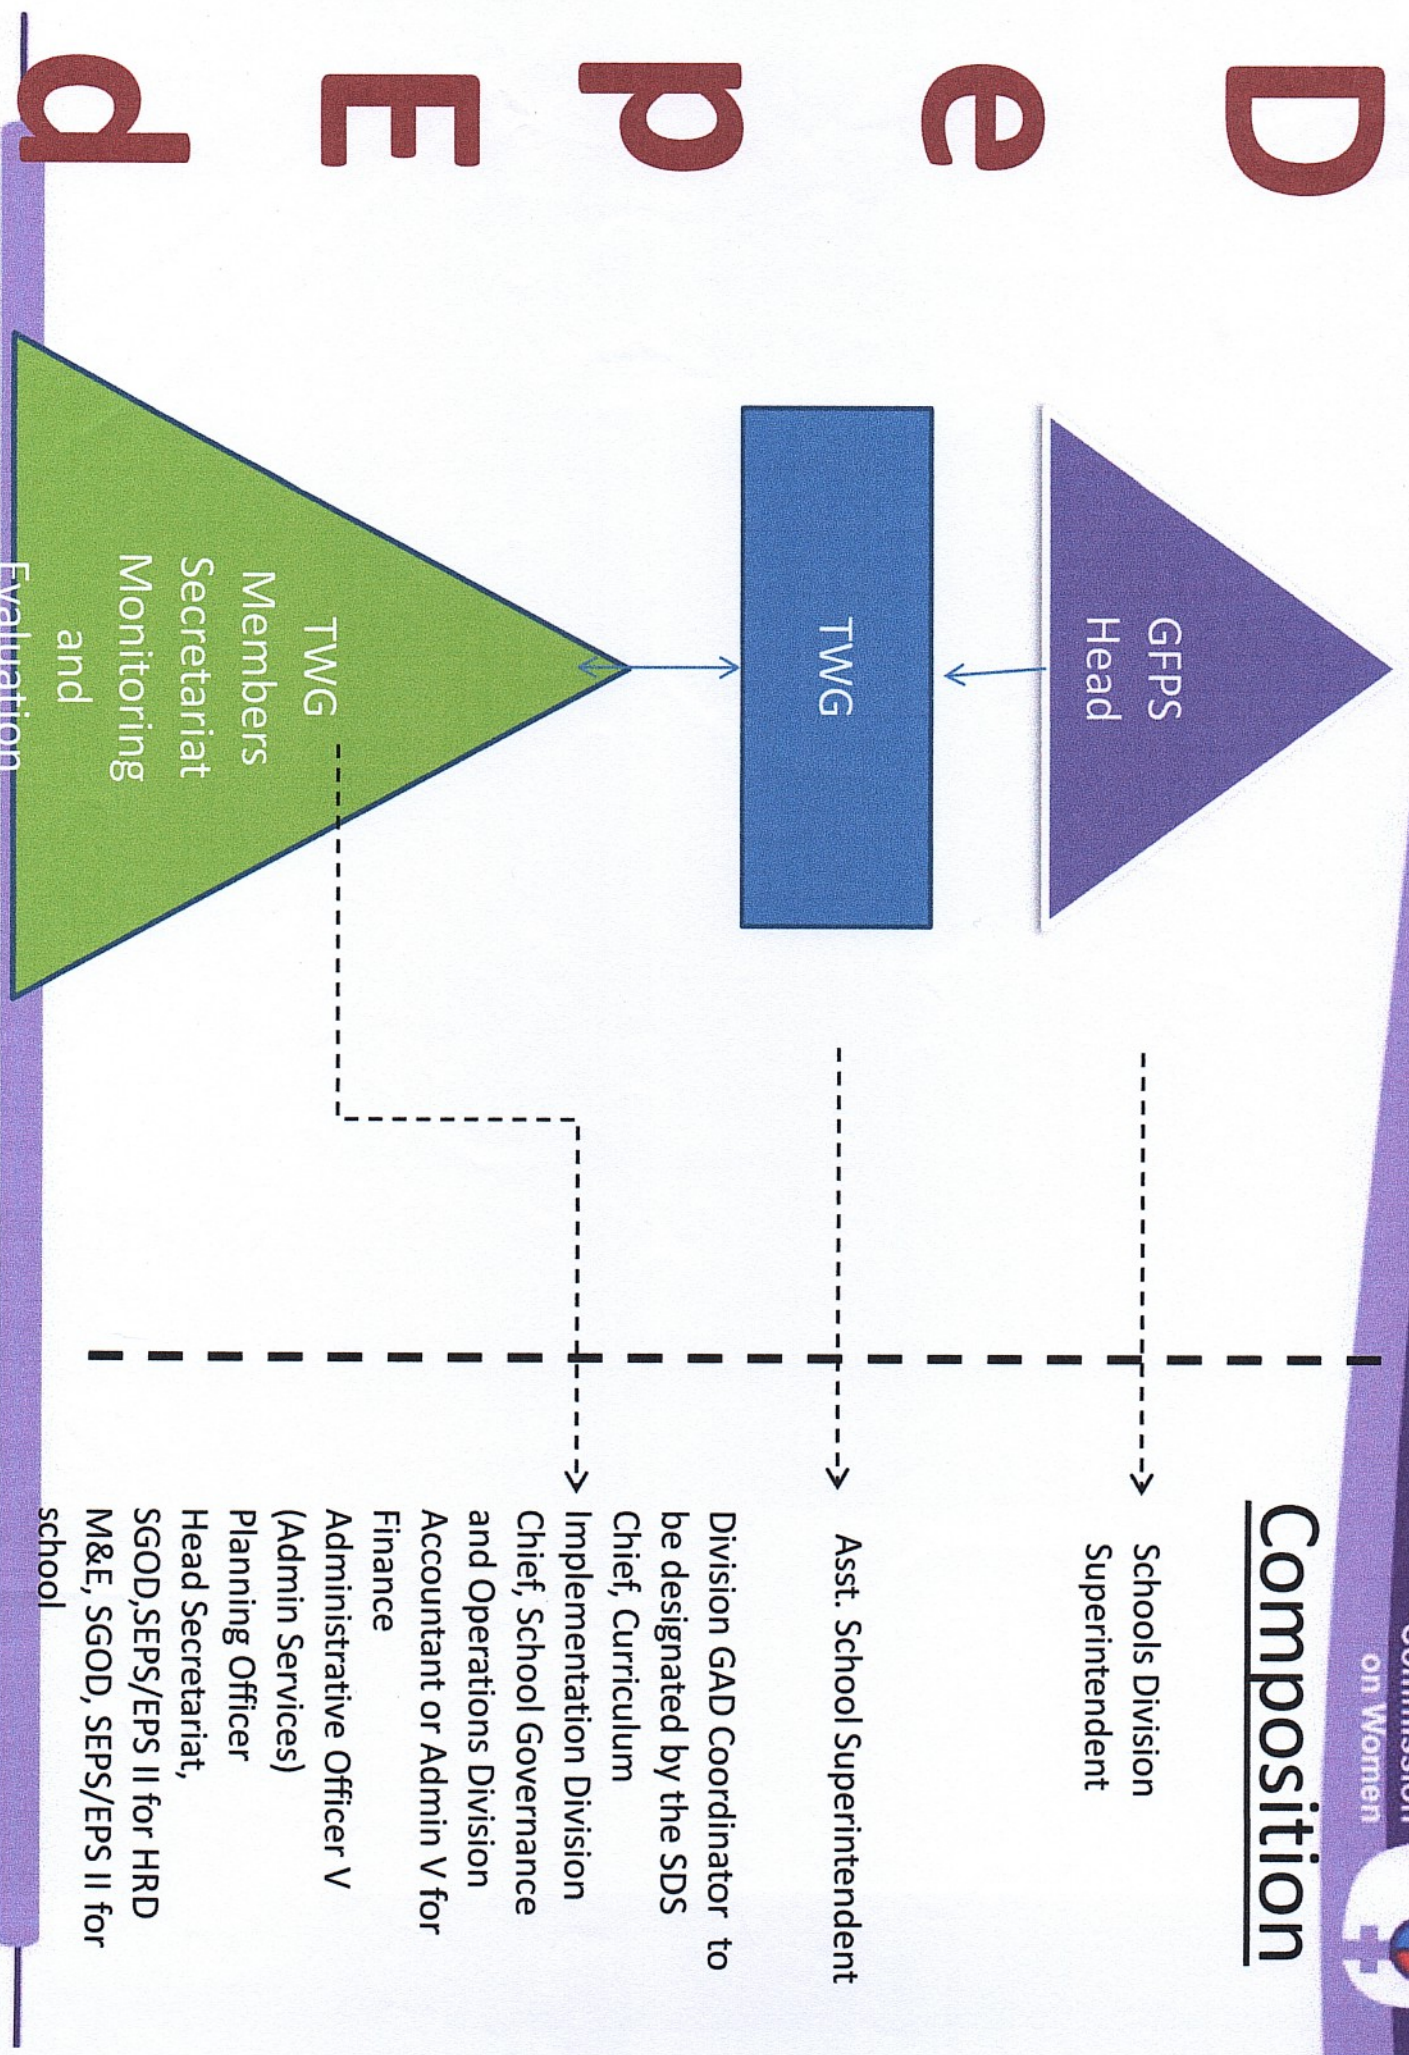 Commission
on Women
Composition
D
e
p
E
d
GFPS
Head
TWG
TWG
Members
Secretariat
Monitoring
and
Evaluation
Schools Division
Superintendent
Asst. School Superintendent
Division GAD Coordinator to
be designated by the SDS
Chief, Curriculum
Implementation Division
Chief, School Governance
and Operations Division
Accountant or Admin V for
Finance
Administrative Officer V
(Admin Services)
Planning Officer
Head Secretariat,
SGOD,SEPS/EPS II for HRD
M&E, SGOD, SEPS/EPS II for
school